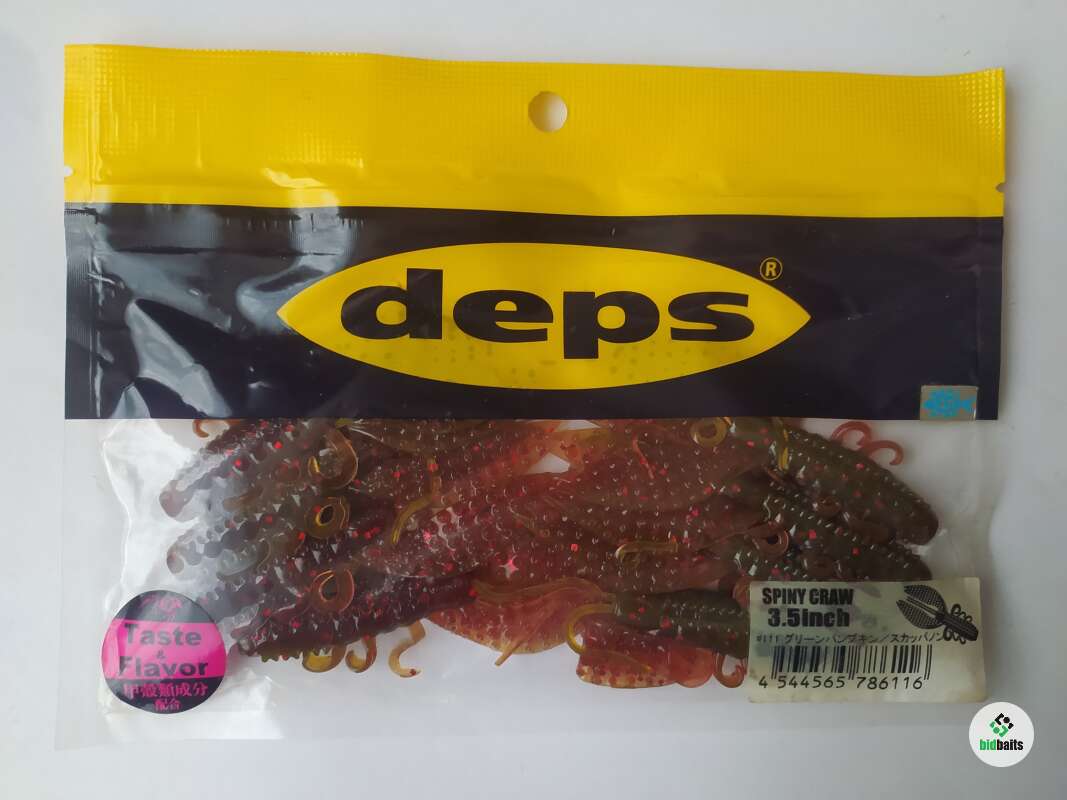 deps®
SPINY CRAW
3.5inch
#111 グリーンパンプキン／スカッパノン
4 544565 786116
Taste
&
Flavor
甲殻類成分
配合
bidbaits